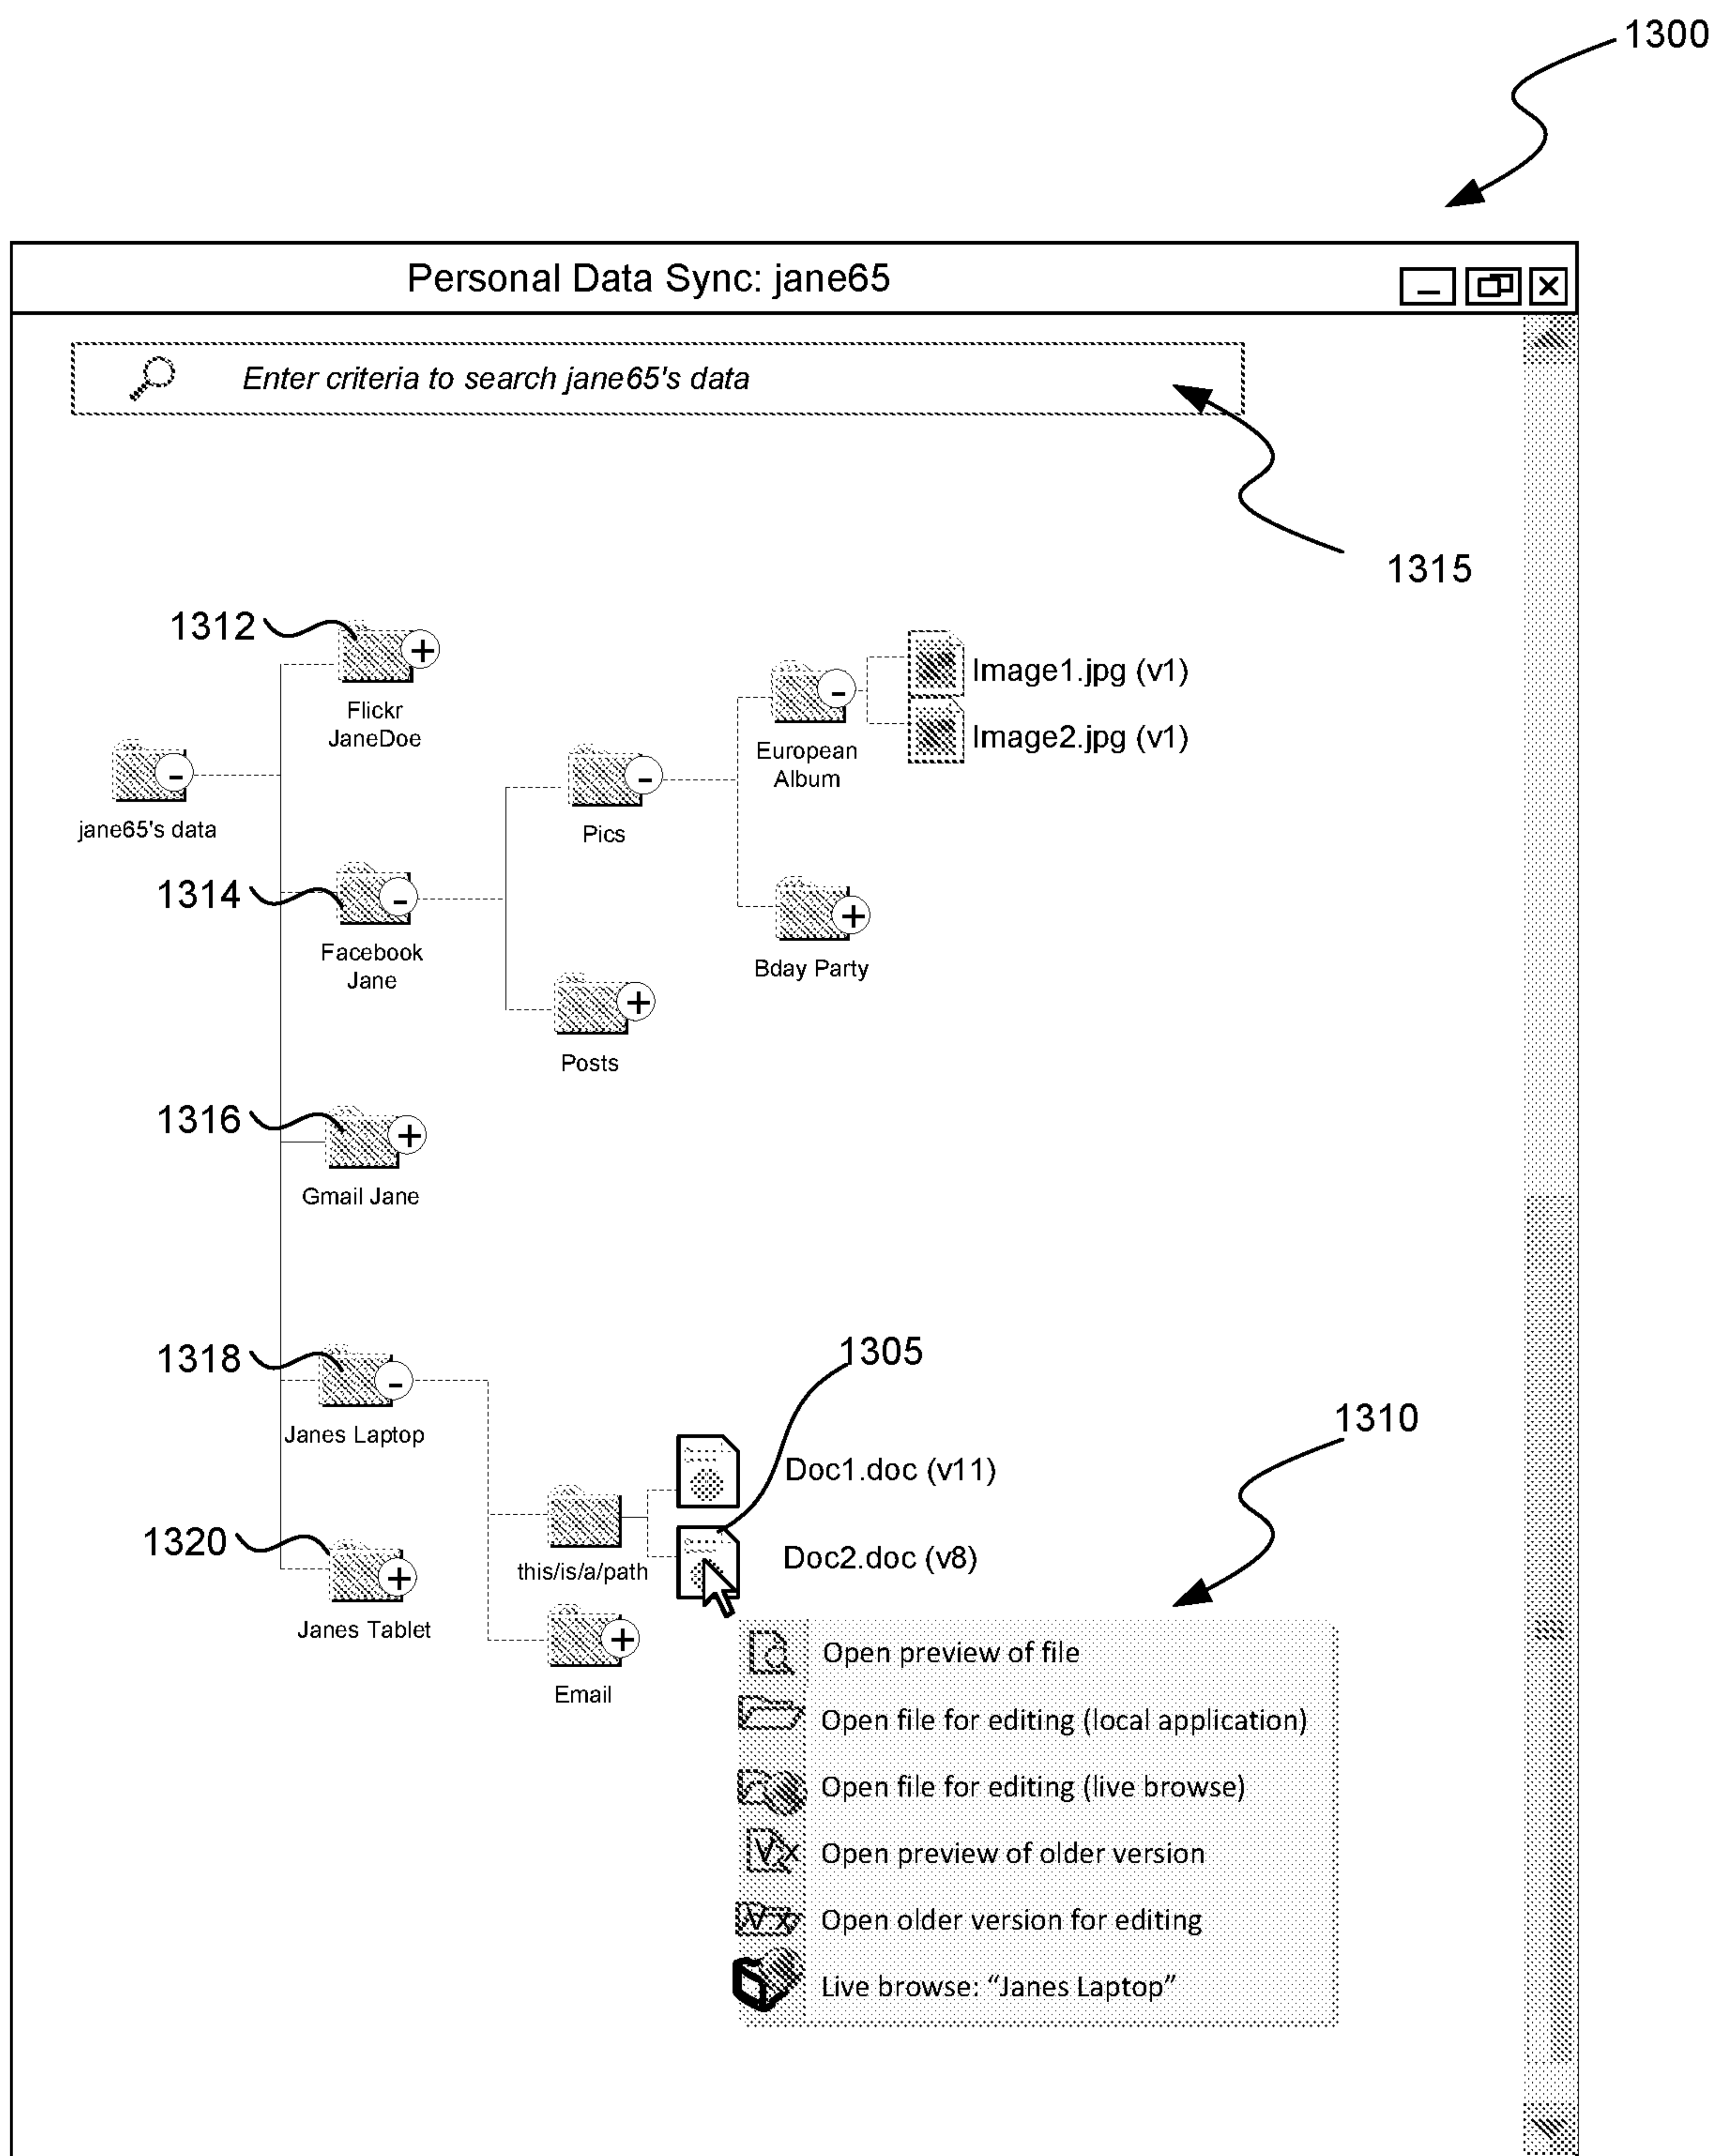 1300
Personal Data Sync: jane65
Enter criteria to search jane65's data
1315
1312
Flickr
JaneDoe
Image1.jpg (v1)
Image2.jpg (v1)
European
Album
jane65's data
Pics
1314
Facebook
Jane
Bday Party
Posts
1316
Gmail Jane
1318
Janes Laptop
1305
1310
Doc1.doc (v11)
1320
this/is/a/path
Doc2.doc (v8)
Janes Tablet
Email
Open preview of file
Open file for editing (local application)
Open file for editing (live browse)
Open preview of older version
Open older version for editing
Live browse: “Janes Laptop”